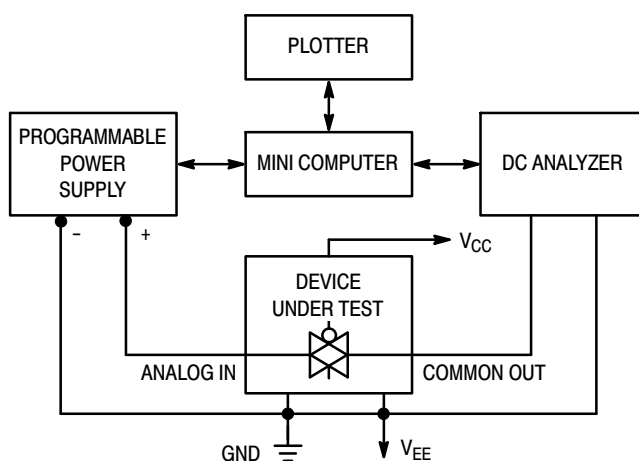 PLOTTER
PROGRAMMABLE
POWER
SUPPLY
MINI COMPUTER
DC ANALYZER
–
+
VCC
DEVICE
UNDER TEST
ANALOG IN
COMMON OUT
GND
VEE